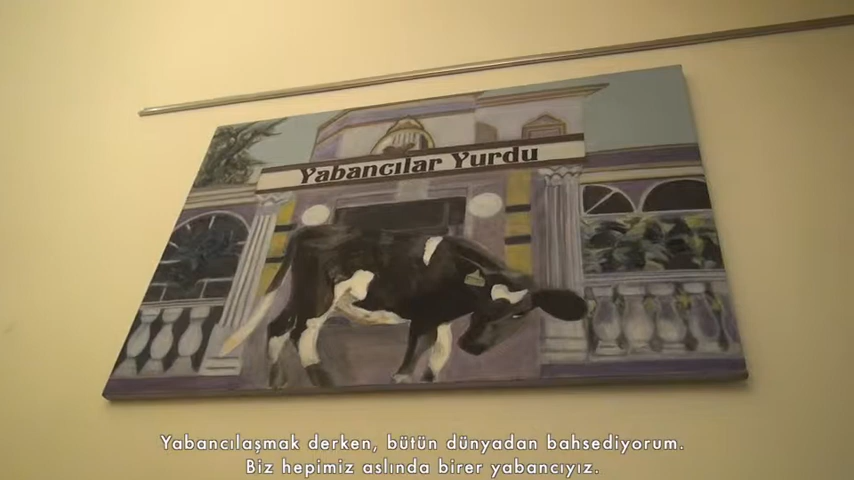 Yabancılar Yurdu
Yabancılaşmak derken, bütün dünyadan bahsediyorum.
Biz hepimiz aslında birer yabancıyız.